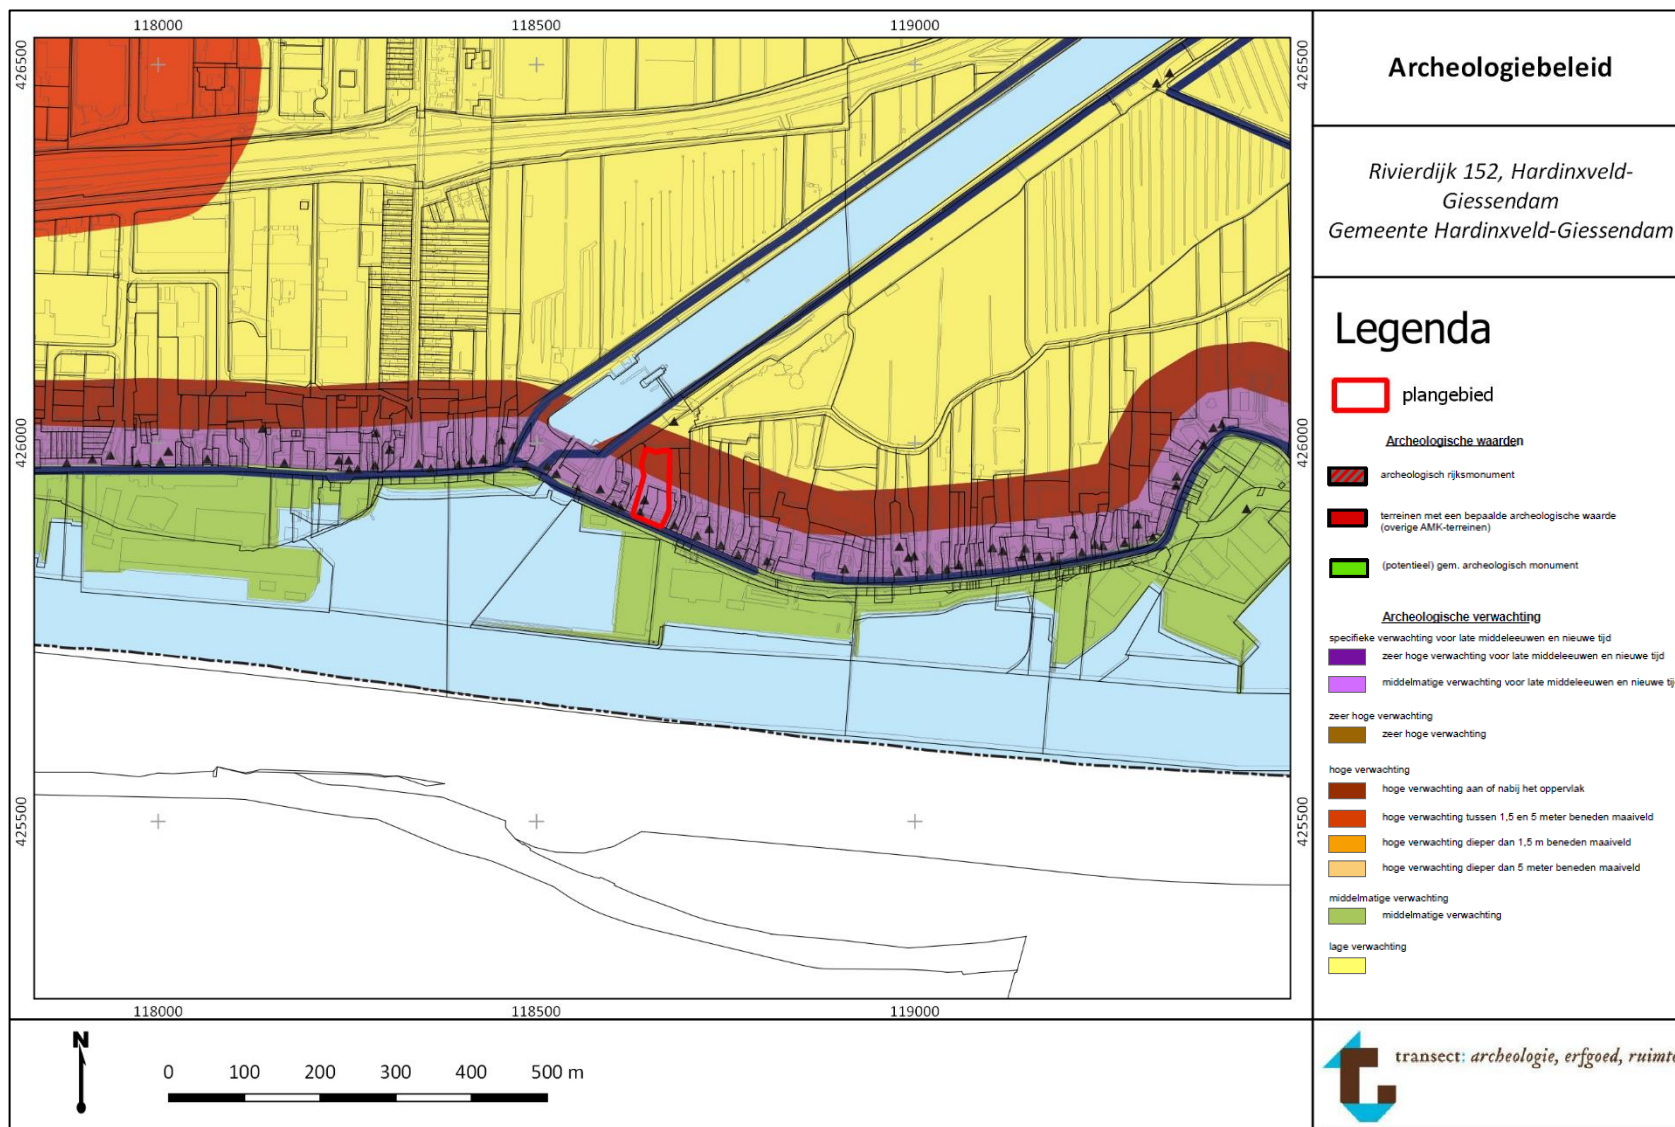 118000 118500 119000
426500 426500
426000 426000
425500 425500
118000 118500 119000
N
0 100 200 300 400 500 m
Archeologiebeleid
Rivierdijk 152, Hardinxveld-
Giessendam
Gemeente Hardinxveld-Giessendam
Legenda
plangebied
Archeologische waarden
archeologisch rijksmonument
terreinen met een bepaalde archeologische waarde
(overige AMK-terreinen)
(potentieel) gem. archeologisch monument
Archeologische verwachting
specifieke verwachting voor late middeleeuwen en nieuwe tijd
zeer hoge verwachting voor late middeleeuwen en nieuwe tijd
middelmatige verwachting voor late middeleeuwen en nieuwe tij
zeer hoge verwachting
zeer hoge verwachting
hoge verwachting
hoge verwachting aan of nabij het oppervlak
hoge verwachting tussen 1,5 en 5 meter beneden maaiveld
hoge verwachting dieper dan 1,5 m beneden maaiveld
hoge verwachting dieper dan 5 meter beneden maaiveld
middelmatige verwachting
middelmatige verwachting
lage verwachting
transect: archeologie, erfgoed, ruimte